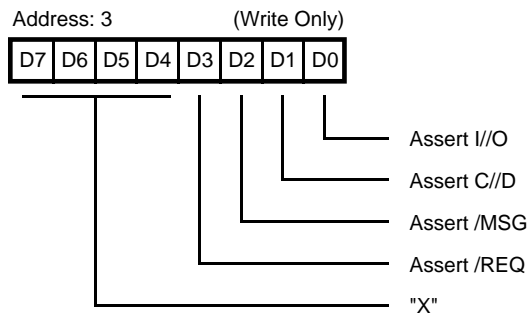 Address: 3 (Write Only)
D7 D6 D5 D4 D3 D2 D1 D0
Assert I//O
Assert C//D
Assert /MSG
Assert /REQ
"X"